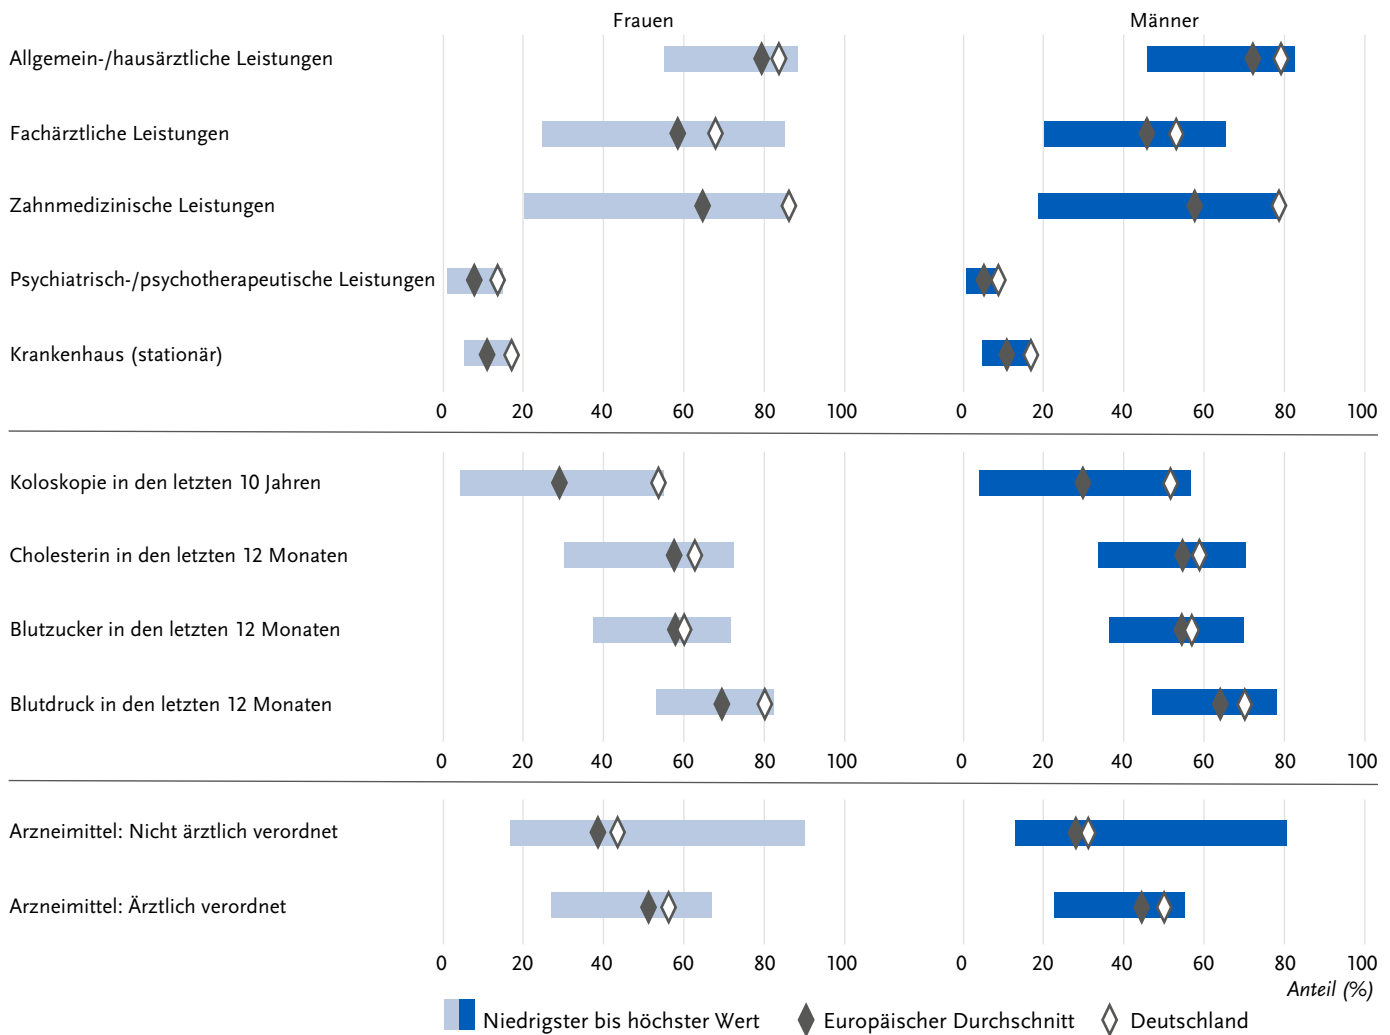 Frauen Männer
Allgemein-/hausärztliche Leistungen
Fachärztliche Leistungen
Zahnmedizinische Leistungen
Psychiatrisch-/psychotherapeutische Leistungen
Krankenhaus (stationär)
0 20 40 60 80 100 0 20 40 60 80 100
Koloskopie in den letzten 10 Jahren
Cholesterin in den letzten 12 Monaten
Blutzucker in den letzten 12 Monaten
Blutdruck in den letzten 12 Monaten
0 20 40 60 80 100 0 20 40 60 80 100
Arzneimittel: Nicht ärztlich verordnet
Arzneimittel: Ärztlich verordnet
0 20 40 60 80 100 0 20 40 60 80 100
Anteil (%)
Niedrigster bis höchster Wert Europäischer Durchschnitt Deutschland